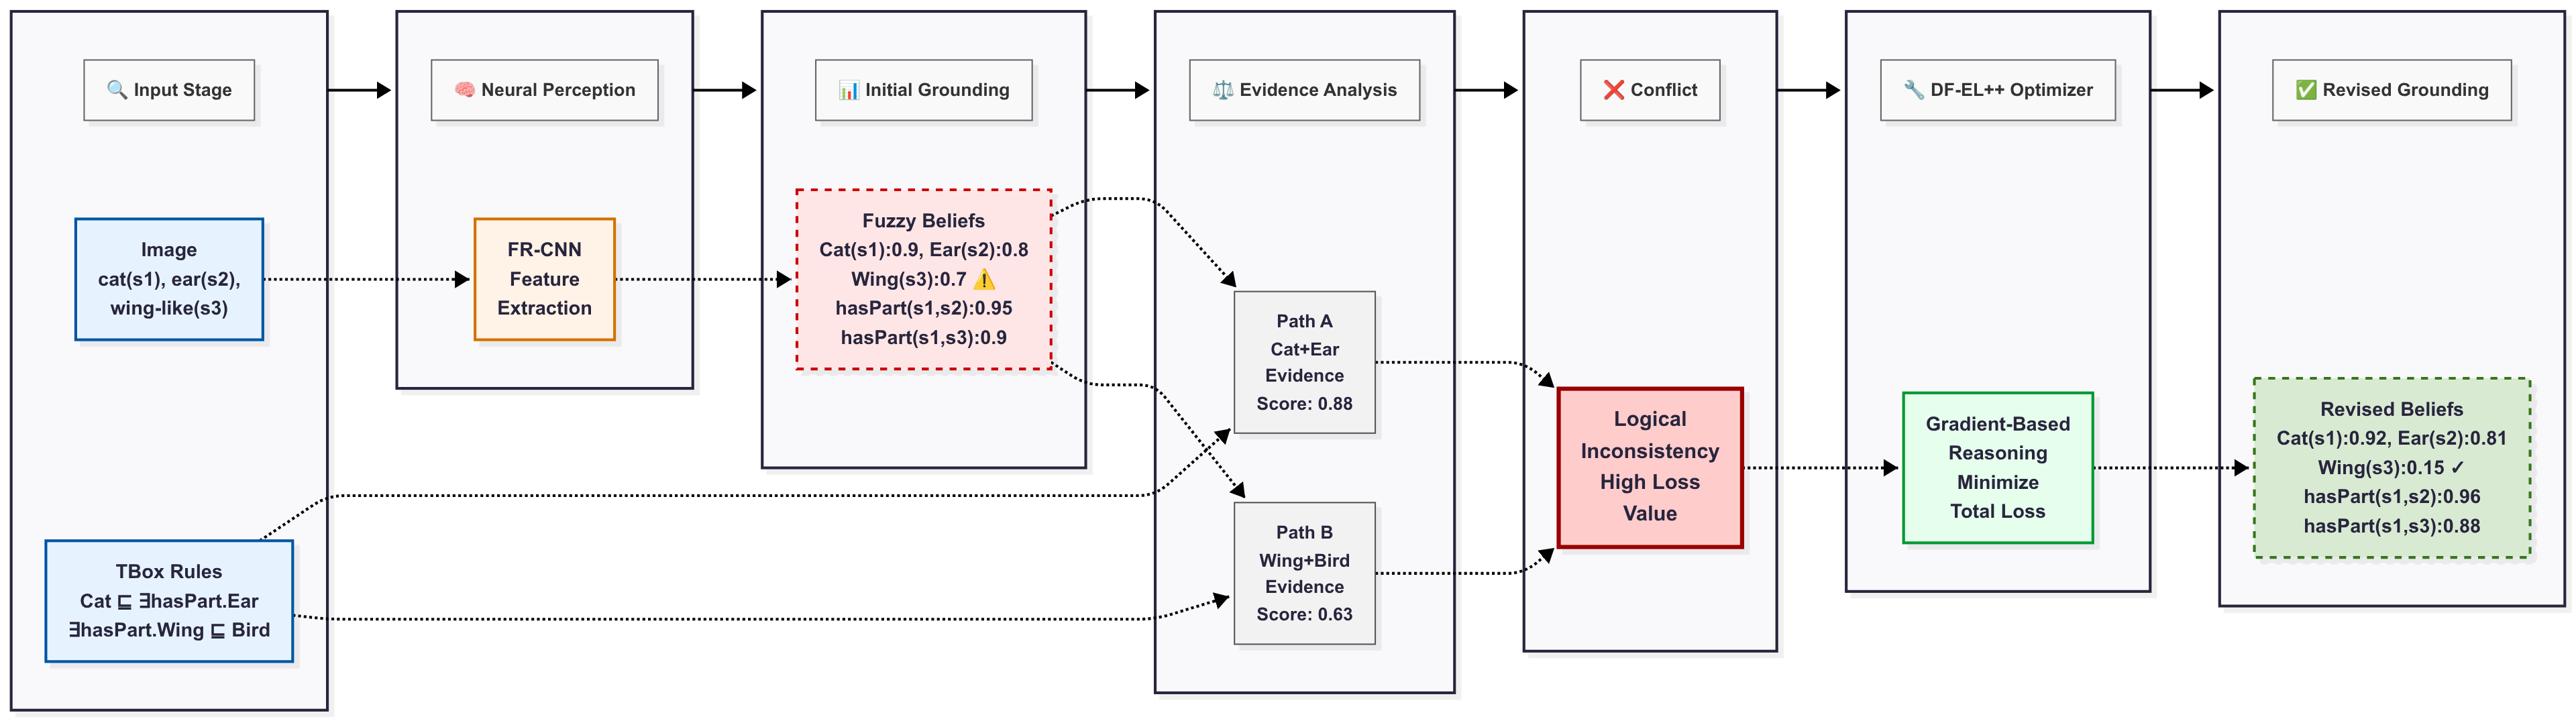 🔍 Input Stage
Image
cat(s1), ear(s2),
wing-like(s3)
TBox Rules
Cat ⊑ ∃hasPart.Ear
∃hasPart.Wing ⊑ Bird
🧠 Neural Perception
FR-CNN
Feature
Extraction
📊 Initial Grounding
Fuzzy Beliefs
Cat(s1):0.9, Ear(s2):0.8
Wing(s3):0.7 ⚠️
hasPart(s1,s2):0.95
hasPart(s1,s3):0.9
⚖️ Evidence Analysis
Path A
Cat+Ear
Evidence
Score: 0.88
Path B
Wing+Bird
Evidence
Score: 0.63
❌ Conflict
Logical
Inconsistency
High Loss
Value
🔧 DF-EL++ Optimizer
Gradient-Based
Reasoning
Minimize
Total Loss
✅ Revised Grounding
Revised Beliefs
Cat(s1):0.92, Ear(s2):0.81
Wing(s3):0.15 ✓
hasPart(s1,s2):0.96
hasPart(s1,s3):0.88